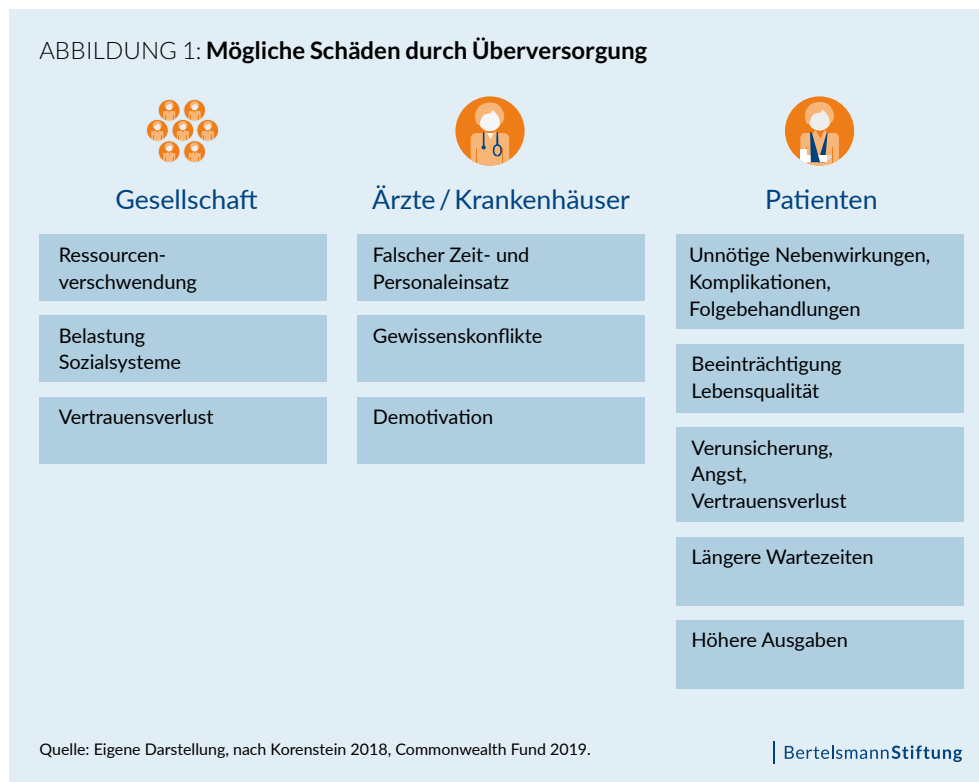 ABBILDUNG 1: Mögliche Schäden durch Überversorgung
Gesellschaft
Ressourcen-
verschwendung
Belastung
Sozialsysteme
Vertrauensverlust
Ärzte / Krankenhäuser
Falscher Zeit- und
Personaleinsatz
Gewissenskonflikte
Demotivation
Patienten
Unnötige Nebenwirkungen,
Komplikationen,
Folgebehandlungen
Beeinträchtigung
Lebensqualität
Verunsicherung,
Angst,
Vertrauensverlust
Längere Wartezeiten
Höhere Ausgaben
Quelle: Eigene Darstellung, nach Korenstein 2018, Commonwealth Fund 2019.
BertelsmannStiftung